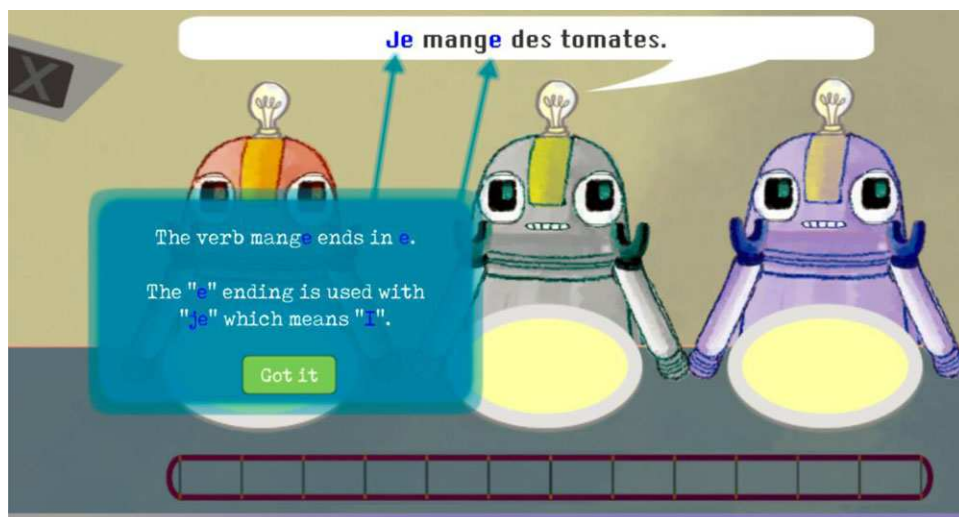 Je mange des tomates.
X
The verb mange ends in e.
The "e" ending is used with
"je" which means "I".
Got it